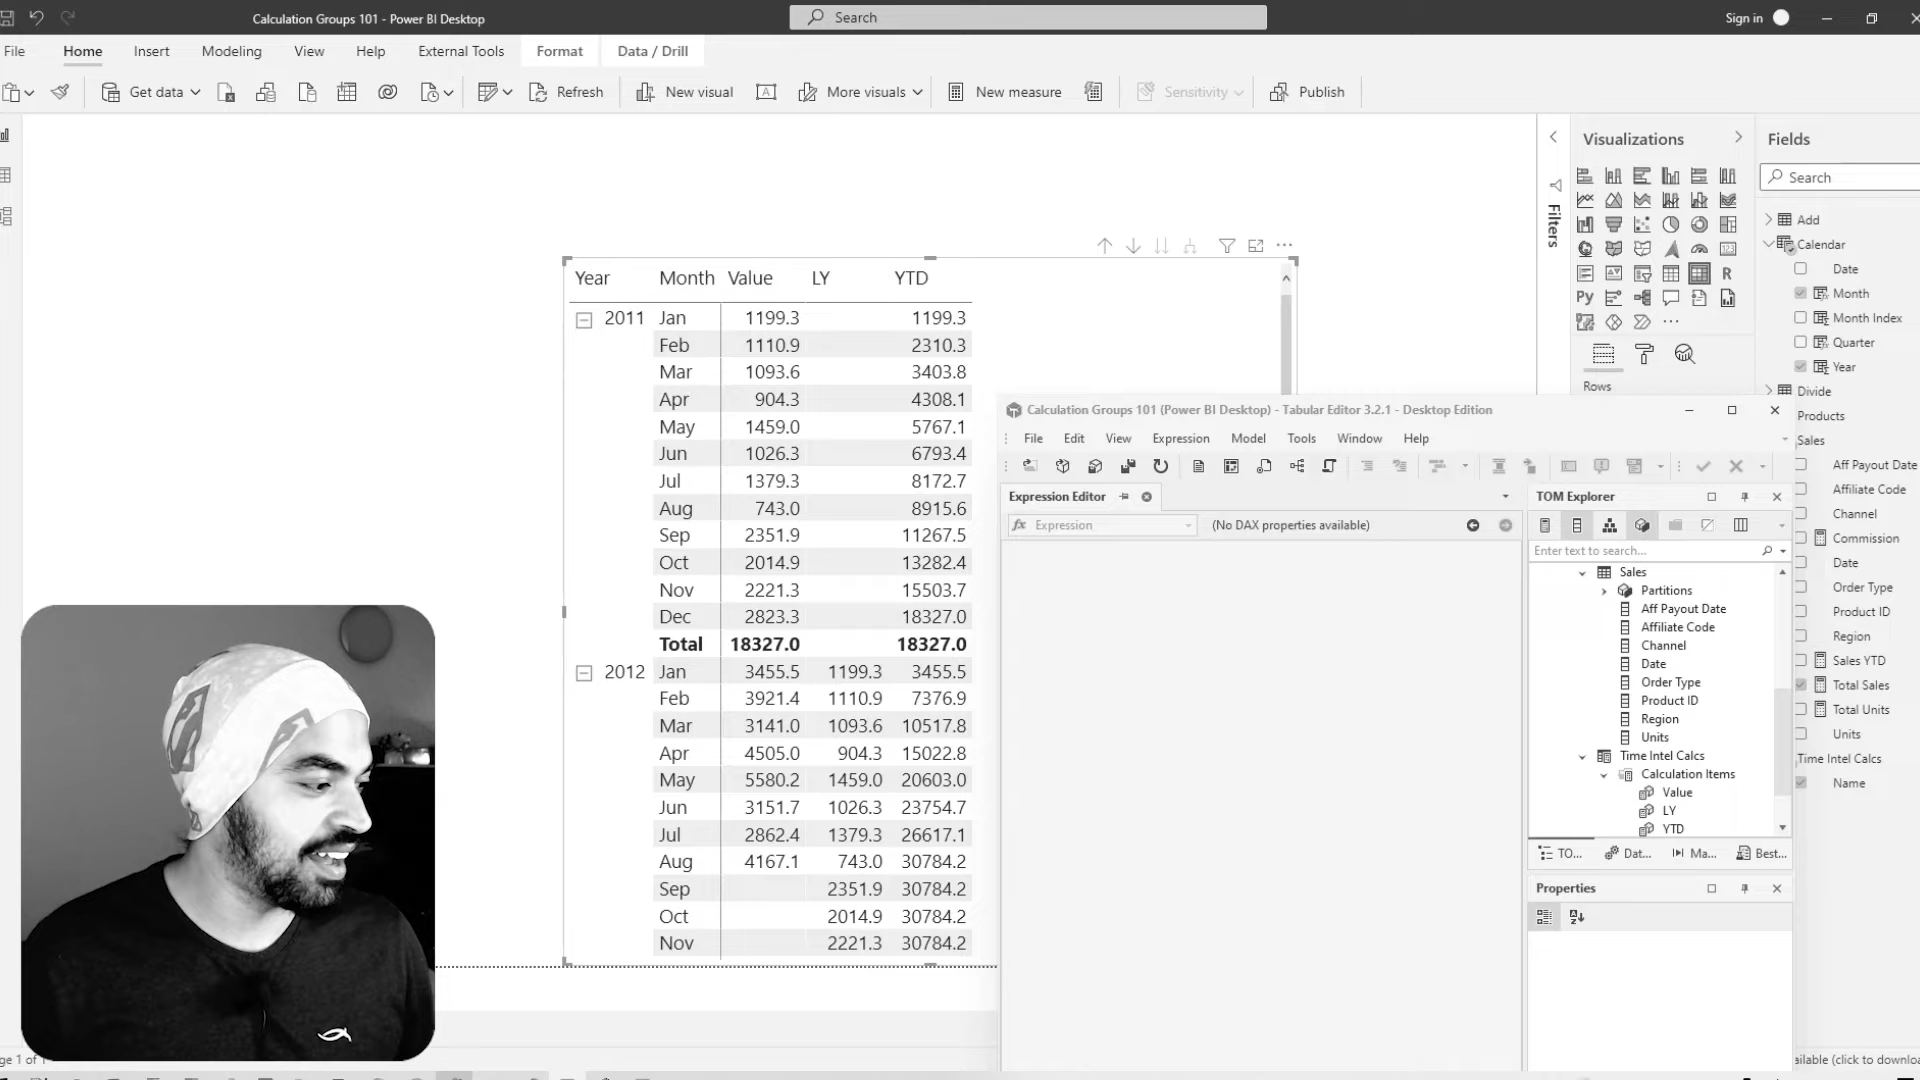 Calculation Groups 101 - Power BI Desktop
Search
Sign in
File
Home
Insert
Modeling
View
Help
External Tools
Format
Data / Drill
Get data
Refresh
New visual
More visuals
New measure
Sensitivity
Publish
Filters
Visualizations
Rows
Fields
Search
Add
Calendar
Date
Month
Month Index
Quarter
Year
Divide
Products
Sales
Aff Payout Date
Affiliate Code
Channel
Commission
Date
Order Type
Product ID
Region
Sales YTD
Total Sales
Total Units
Units
Time Intel Calcs
Name
Year Month Value LY YTD
2011 Jan 1199.3 1199.3
Feb 1110.9 2310.3
Mar 1093.6 3403.8
Apr 904.3 4308.1
May 1459.0 5767.1
Jun 1026.3 6793.4
Jul 1379.3 8172.7
Aug 743.0 8915.6
Sep 2351.9 11267.5
Oct 2014.9 13282.4
Nov 2221.3 15503.7
Dec 2823.3 18327.0
Total 18327.0 18327.0
2012 Jan 3455.5 1199.3 3455.5
Feb 3921.4 1110.9 7376.9
Mar 3141.0 1093.6 10517.8
Apr 4505.0 904.3 15022.8
May 5580.2 1459.0 20603.0
Jun 3151.7 1026.3 23754.7
Jul 2862.4 1379.3 26617.1
Aug 4167.1 743.0 30784.2
Sep 2351.9 30784.2
Oct 2014.9 30784.2
Nov 2221.3 30784.2
Calculation Groups 101 (Power BI Desktop) - Tabular Editor 3.2.1 - Desktop Edition
File Edit View Expression Model Tools Window Help
Expression Editor
fx Expression (No DAX properties available)
TOM Explorer
Enter text to search...
Sales
Partitions
Aff Payout Date
Affiliate Code
Channel
Date
Order Type
Product ID
Region
Units
Time Intel Calcs
Calculation Items
Value
LY
YTD
TO... Dat... Ma... Best...
Properties
ge 1 of 1
ailable (click to downloa